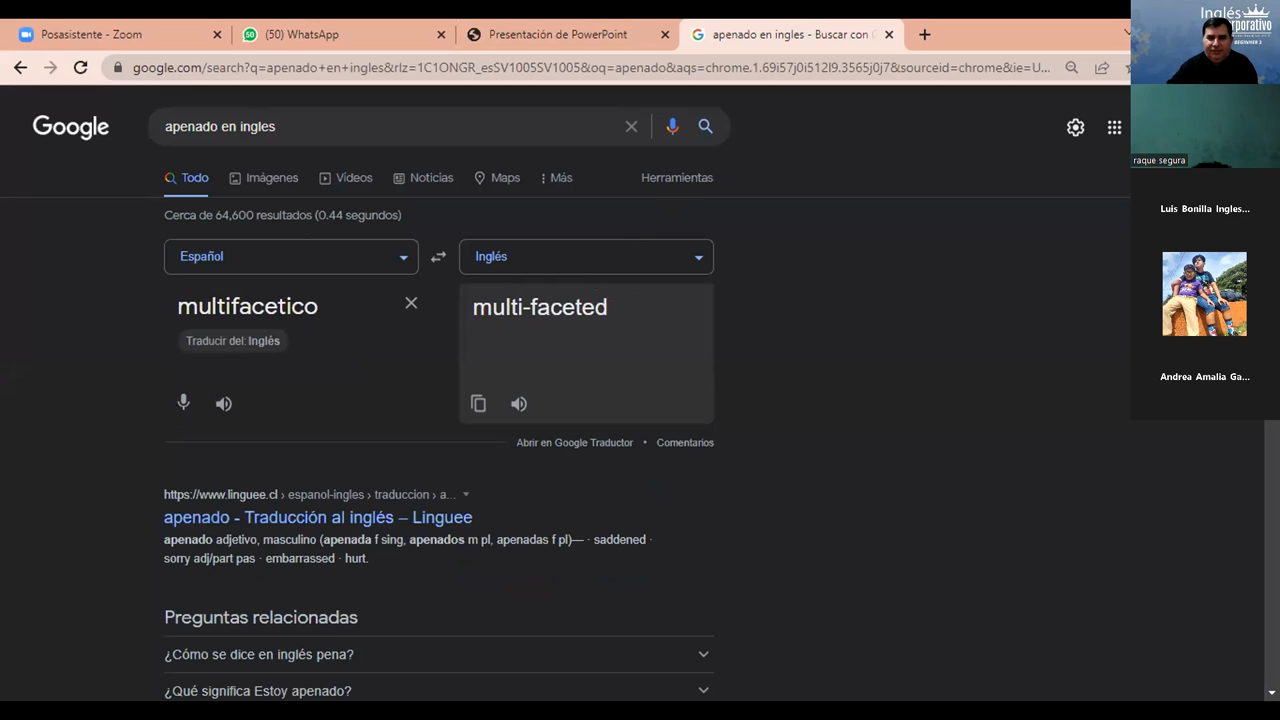 Posasistente - Zoom
(50) WhatsApp
Presentación de PowerPoint
apenado en ingles - Buscar con
google.com/search?q=apenado+en+ingles&rlz=1C1ONGR_esSV1005SV1005&oq=apenado&aqs=chrome.1.69i57j0i512l9.3565j0j7&sourceid=chrome&ie=U...
Google
apenado en ingles
Todo
Imágenes
Vídeos
Noticias
Maps
Más
Herramientas
Cerca de 64,600 resultados (0.44 segundos)
Español
Inglés
multifacetico
multi-faceted
Traducir del: Inglés
Abrir en Google Traductor • Comentarios
https://www.linguee.cl › espanol-ingles › traduccion › a...
apenado - Traducción al inglés – Linguee
apenado adjetivo, masculino (apenada f sing, apenados m pl, apenadas f pl)— · saddened ·
sorry adj/part pas · embarrassed · hurt.
Preguntas relacionadas
¿Cómo se dice en inglés pena?
¿Qué significa Estoy apenado?
Inglés
BEGINNER 2
raque segura
Luis Bonilla Ingles...
Andrea Amalia Ga...